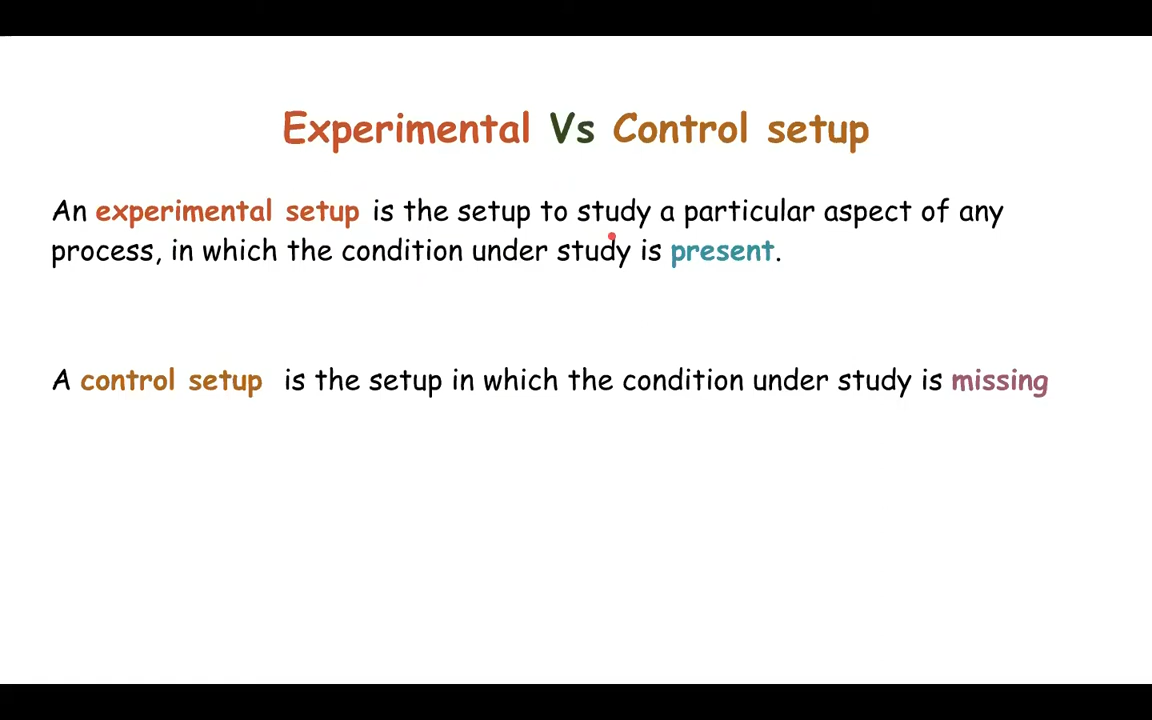 Experimental Vs Control setup
An experimental setup is the setup to study a particular aspect of any
process, in which the condition under study is present.
A control setup is the setup in which the condition under study is missing